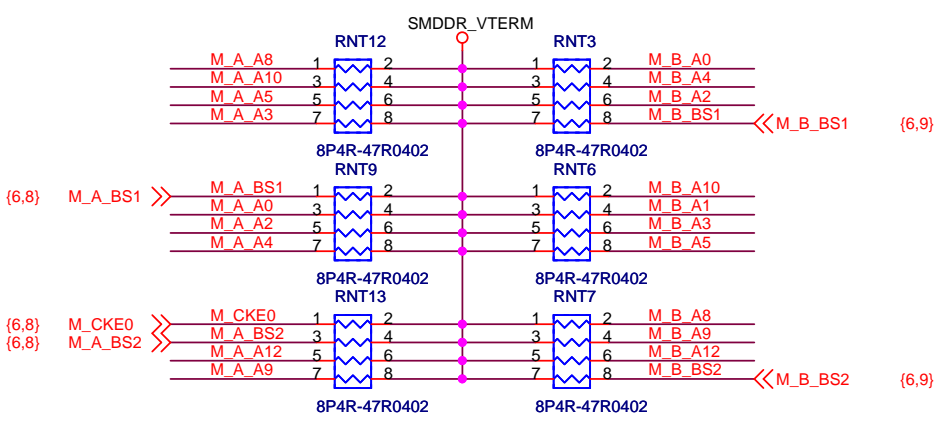 SMDDR_VTERM
RNT12 RNT3
M_A_A8 1 2 1 2 M_B_A0
M_A_A10 3 4 3 4 M_B_A4
M_A_A5 5 6 5 6 M_B_A2
M_A_A3 7 8 7 8 M_B_BS1 M_B_BS1 {6,9}
8P4R-47R0402 8P4R-47R0402
RNT9 RNT6
{6,8} M_A_BS1 M_A_BS1 1 2 1 2 M_B_A10
M_A_A0 3 4 3 4 M_B_A1
M_A_A2 5 6 5 6 M_B_A3
M_A_A4 7 8 7 8 M_B_A5
8P4R-47R0402 8P4R-47R0402
RNT13 RNT7
{6,8} M_CKE0 M_CKE0 1 2 1 2 M_B_A8
{6,8} M_A_BS2 M_A_BS2 3 4 3 4 M_B_A9
M_A_A12 5 6 5 6 M_B_A12
M_A_A9 7 8 7 8 M_B_BS2 M_B_BS2 {6,9}
8P4R-47R0402 8P4R-47R0402